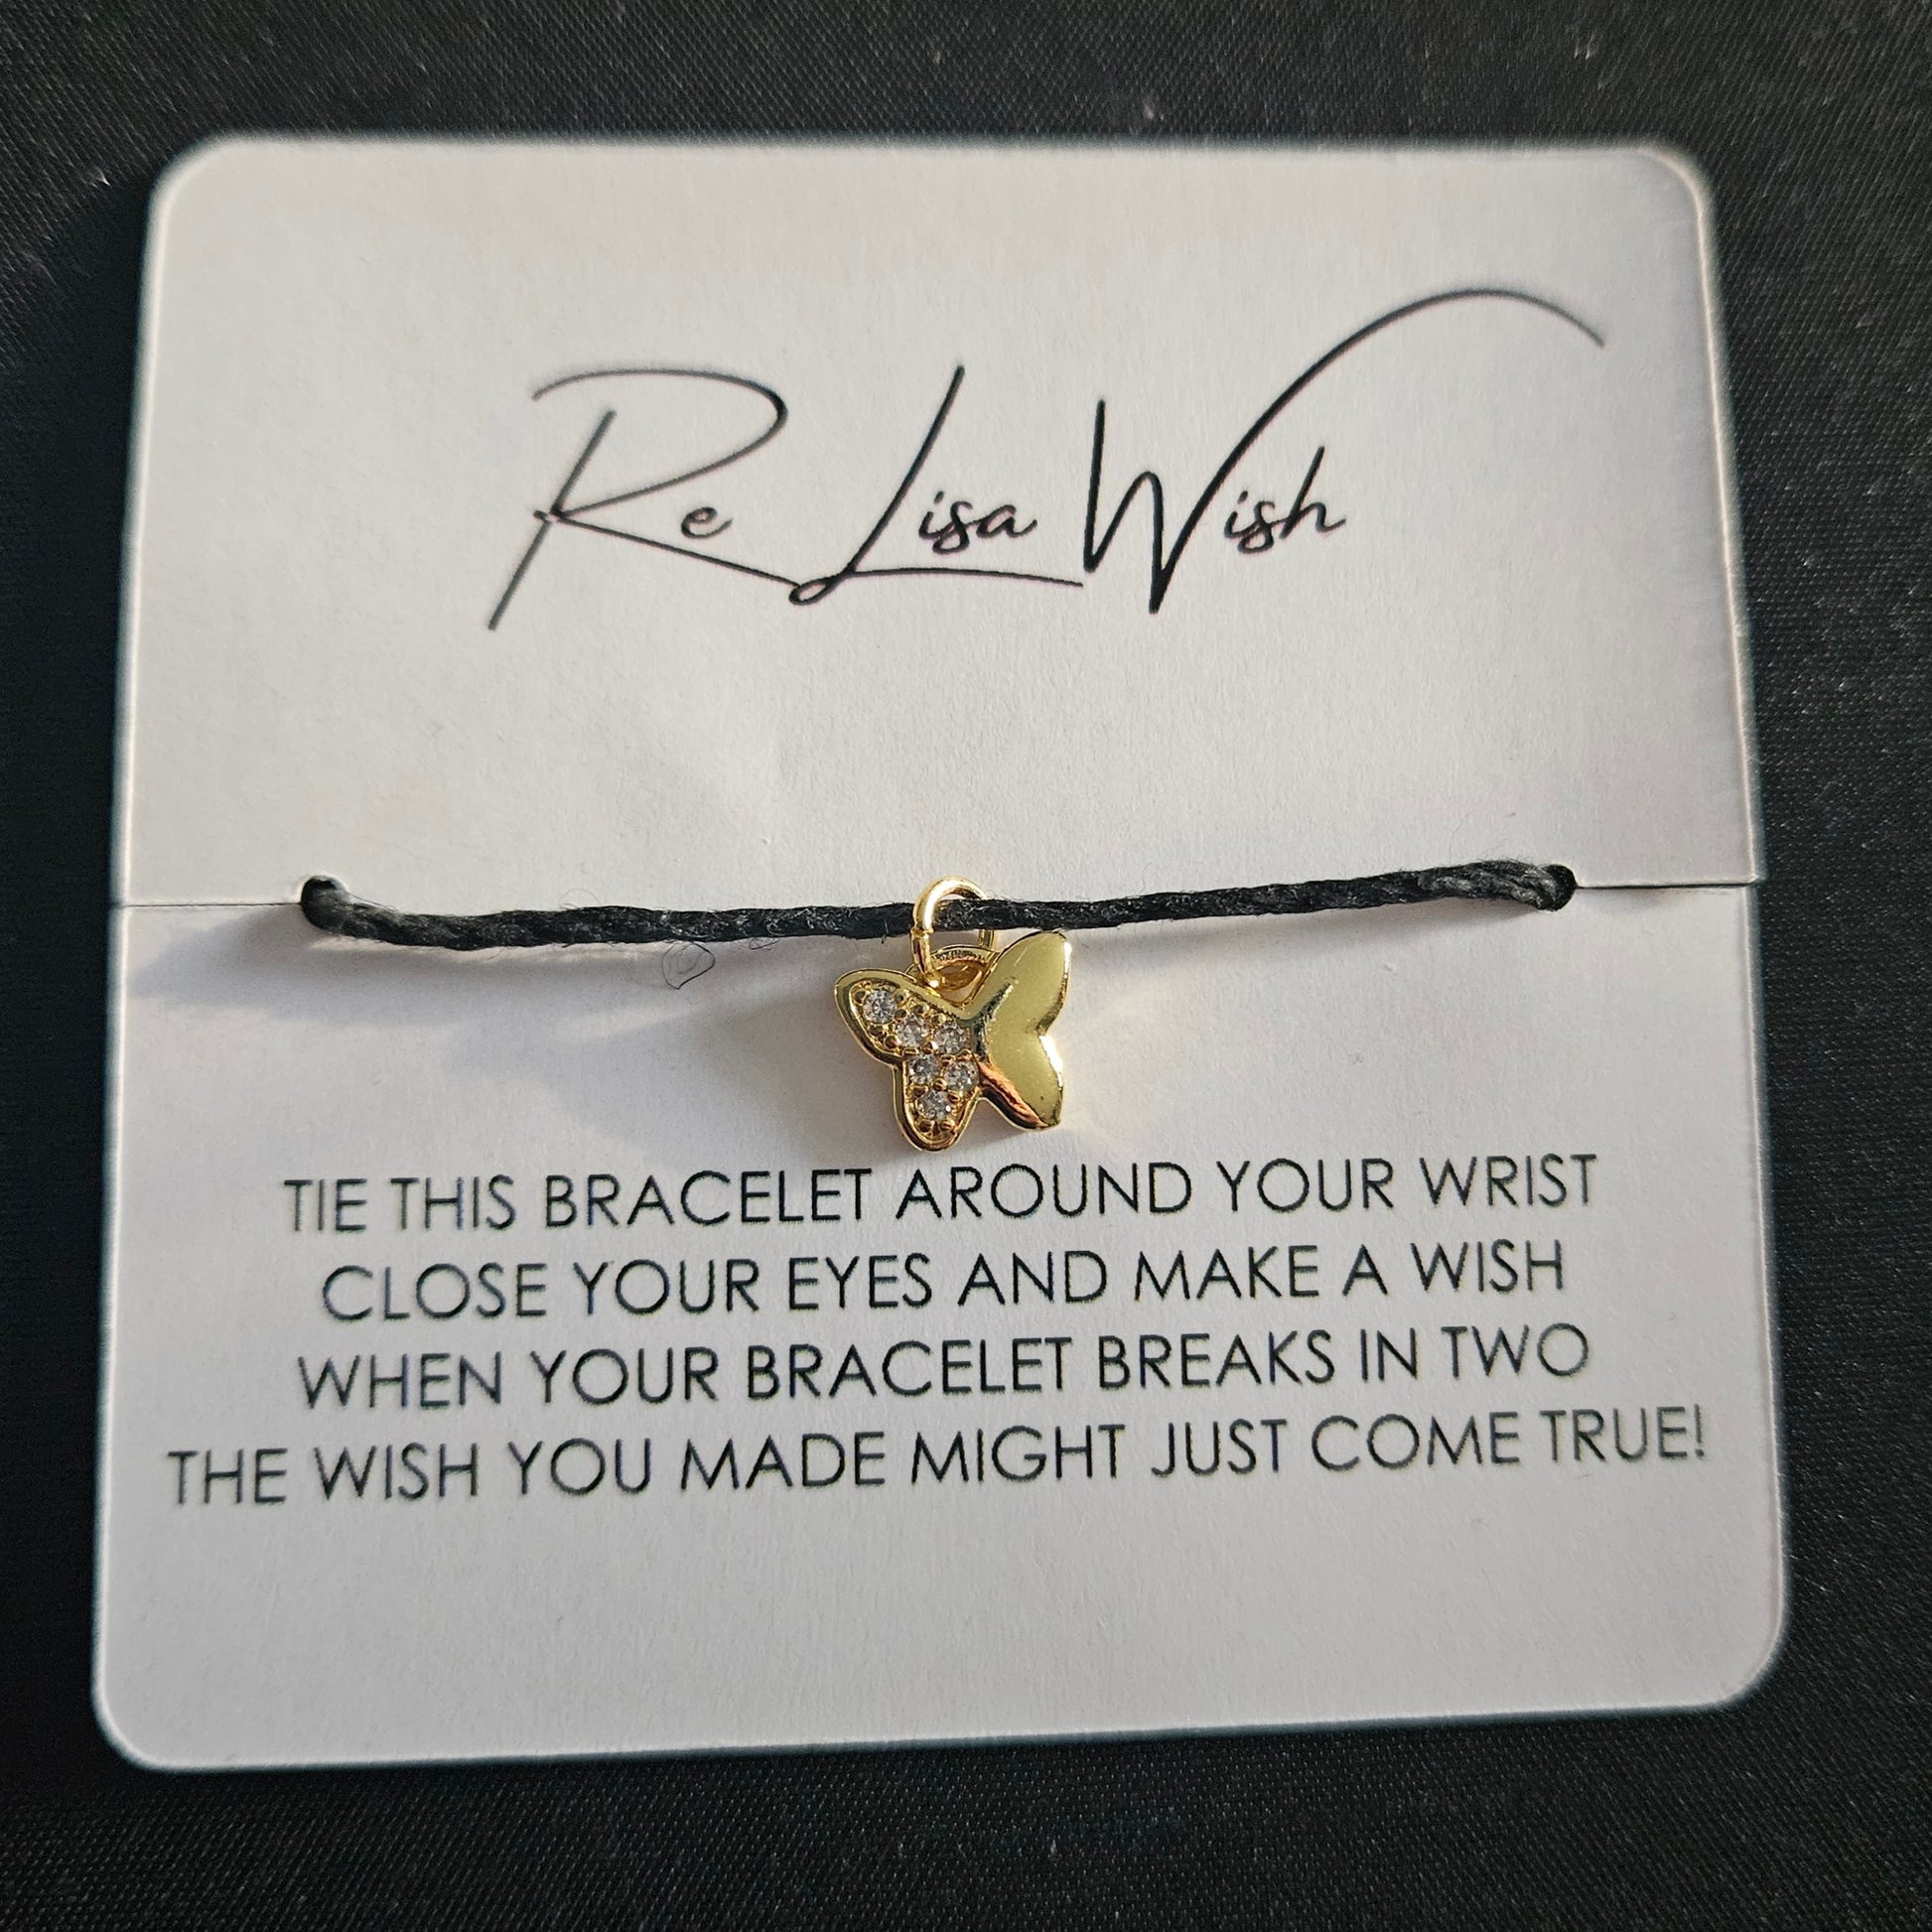 Re Lisa Wish
TIE THIS BRACELET AROUND YOUR WRIST
CLOSE YOUR EYES AND MAKE A WISH
WHEN YOUR BRACELET BREAKS IN TWO
THE WISH YOU MADE MIGHT JUST COME TRUE!